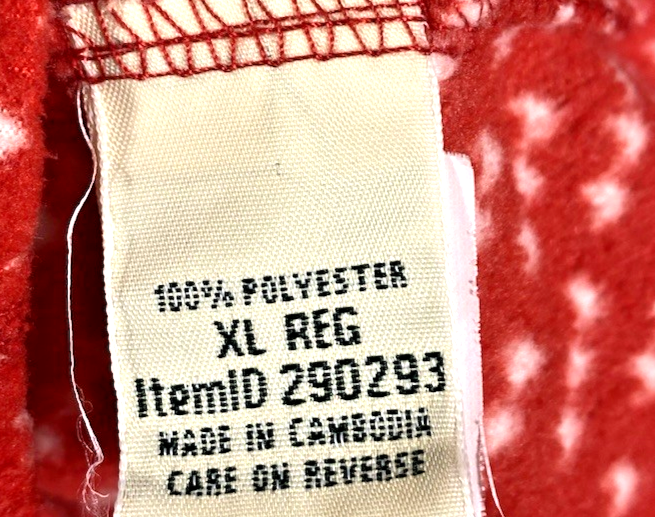 100% POLYESTER
XL REG
ItemID 290293
MADE IN CAMBODIA
CARE ON REVERSE